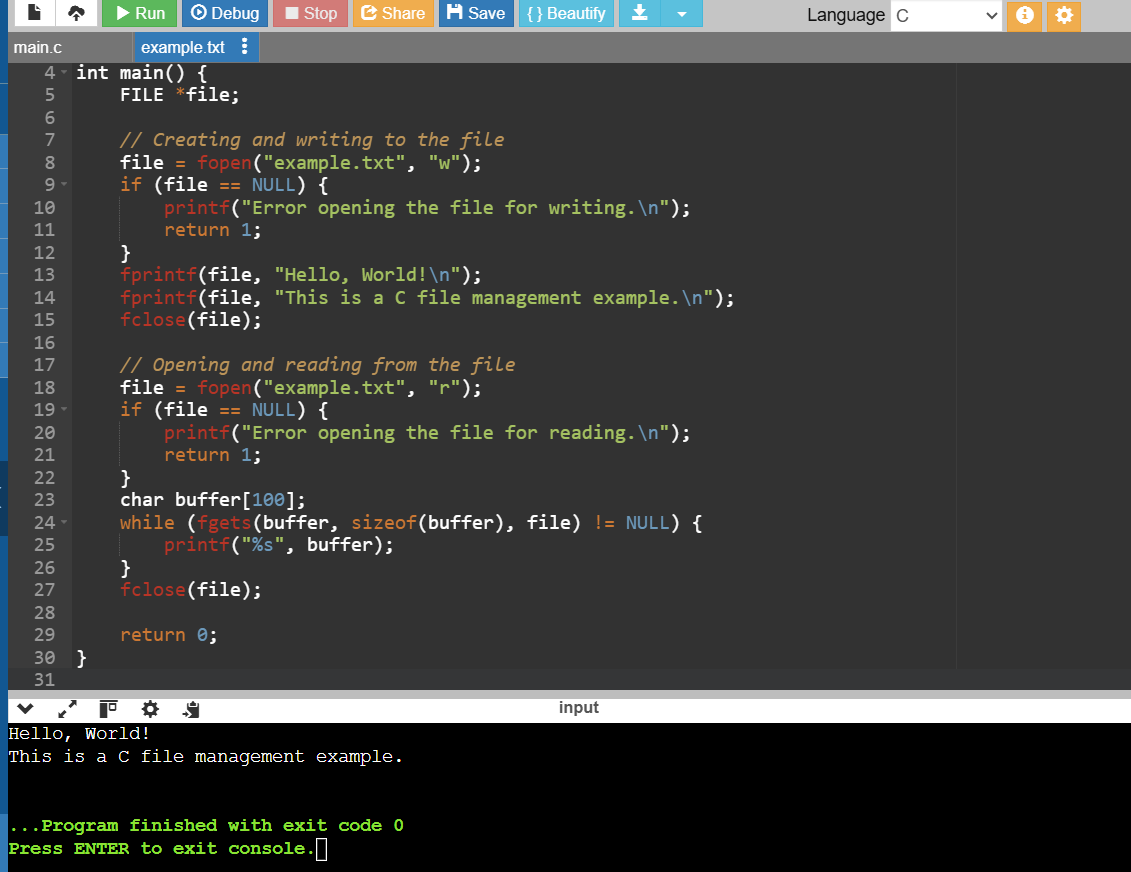 Run Debug Stop Share Save { } Beautify Language C
main.c example.txt
4 int main() {
5     FILE *file;
6
7     // Creating and writing to the file
8     file = fopen("example.txt", "w");
9     if (file == NULL) {
10         printf("Error opening the file for writing.\n");
11         return 1;
12     }
13     fprintf(file, "Hello, World!\n");
14     fprintf(file, "This is a C file management example.\n");
15     fclose(file);
16
17     // Opening and reading from the file
18     file = fopen("example.txt", "r");
19     if (file == NULL) {
20         printf("Error opening the file for reading.\n");
21         return 1;
22     }
23     char buffer[100];
24     while (fgets(buffer, sizeof(buffer), file) != NULL) {
25         printf("%s", buffer);
26     }
27     fclose(file);
28
29     return 0;
30 }
31
input
Hello, World!
This is a C file management example.
...Program finished with exit code 0
Press ENTER to exit console.